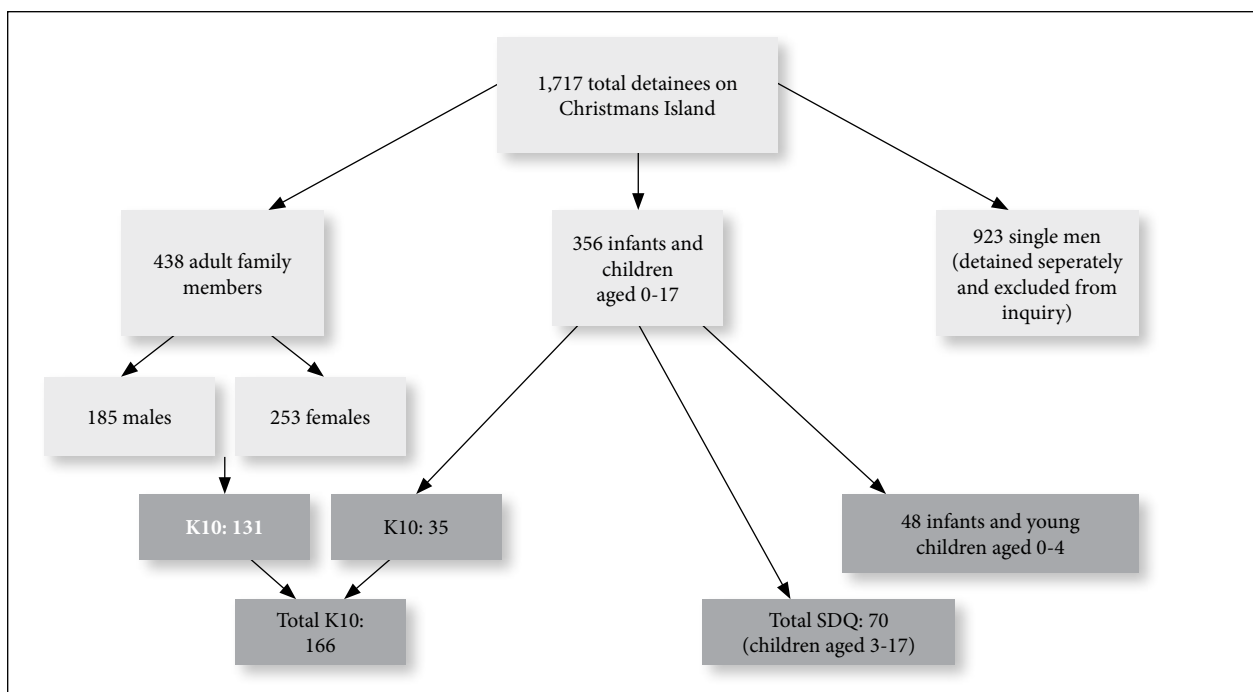 1,717 total detainees on
Christmans Island
438 adult family
members
356 infants and
children
aged 0-17
923 single men
(detained seperately
and excluded from
inquiry)
185 males
253 females
K10: 131
K10: 35
48 infants and young
children aged 0-4
Total K10:
166
Total SDQ: 70
(children aged 3-17)